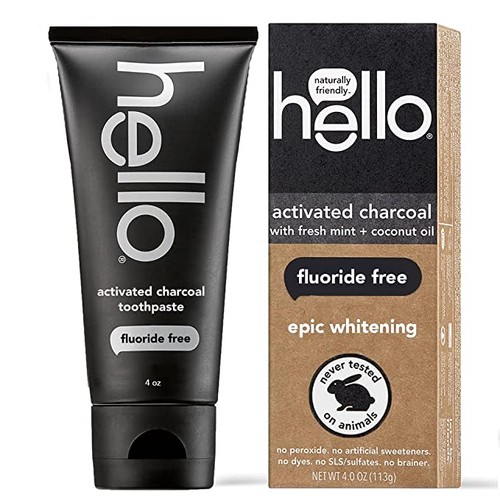 hello®
activated charcoal
toothpaste
fluoride free
4 oz
naturally
friendly™
hello®
activated charcoal
with fresh mint + coconut oil
fluoride free
epic whitening
never tested
on animals
no peroxide. no artificial sweeteners.
no dyes. no SLS/sulfates. no brainer.
NET WT 4.0 OZ (113g)